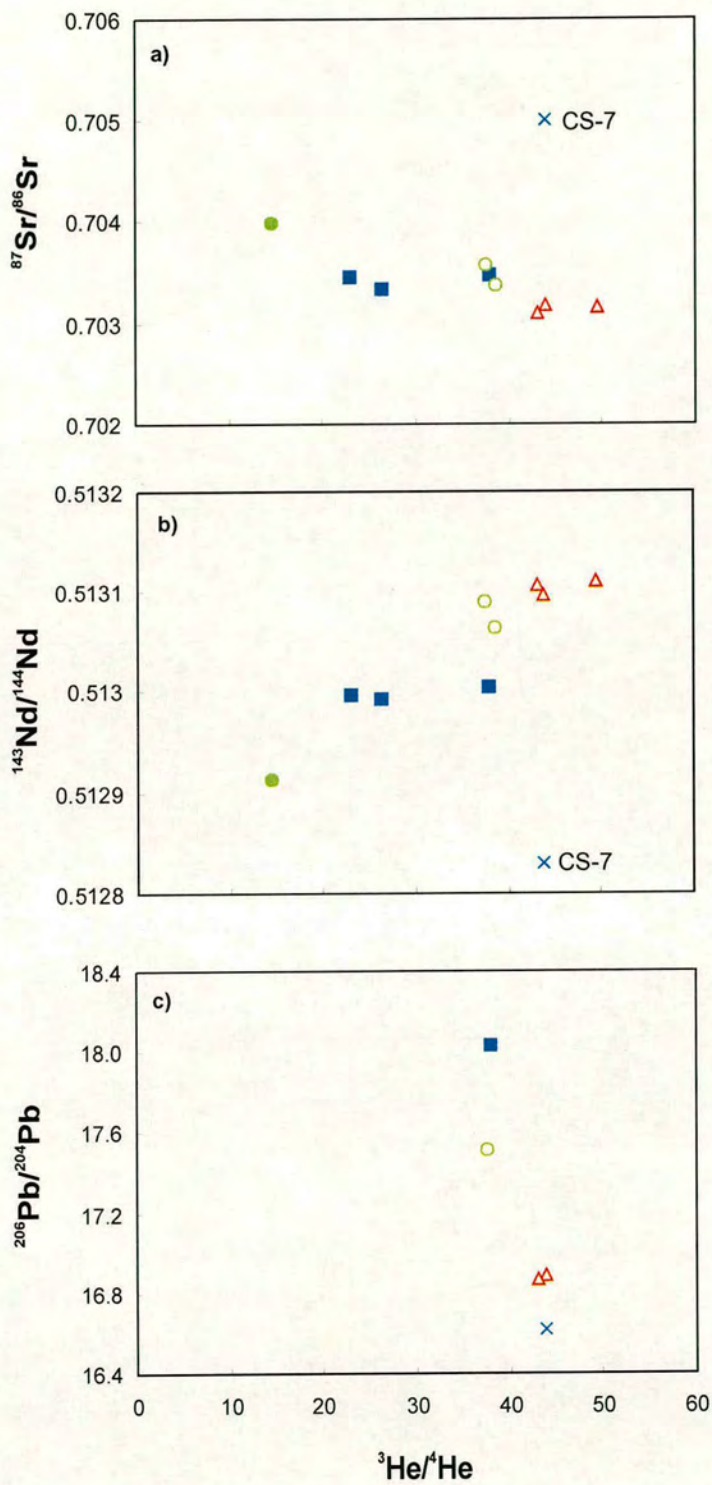 0.706
a)
0.705
CS-7
0.704
0.703
0.702
⁸⁷Sr/⁸⁶Sr
0.5132
b)
0.5131
0.513
0.5129
CS-7
0.5128
¹⁴³Nd/¹⁴⁴Nd
18.4
c)
18.0
17.6
17.2
16.8
16.4
²⁰⁶Pb/²⁰⁴Pb
0 10 20 30 40 50 60
³He/⁴He